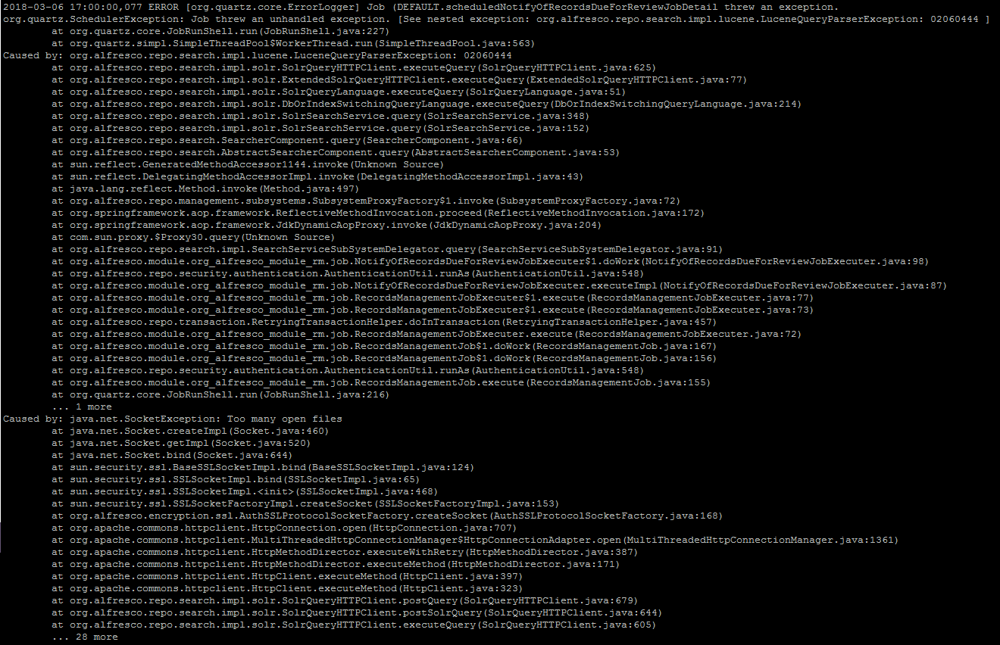 2018-03-06 17:00:00,077 ERROR [org.quartz.core.ErrorLogger] Job (DEFAULT.scheduledNotifyOfRecordsDueForReviewJobDetail threw an exception.
org.quartz.SchedulerException: Job threw an unhandled exception. [See nested exception: org.alfresco.repo.search.impl.lucene.LuceneQueryParserException: 02060444 ]
at org.quartz.core.JobRunShell.run(JobRunShell.java:227)
at org.quartz.simpl.SimpleThreadPool$WorkerThread.run(SimpleThreadPool.java:563)
Caused by: org.alfresco.repo.search.impl.lucene.LuceneQueryParserException: 02060444
at org.alfresco.repo.search.impl.solr.SolrQueryHTTPClient.executeQuery(SolrQueryHTTPClient.java:625)
at org.alfresco.repo.search.impl.solr.ExtendedSolrQueryHTTPClient.executeQuery(ExtendedSolrQueryHTTPClient.java:77)
at org.alfresco.repo.search.impl.solr.SolrQueryLanguage.executeQuery(SolrQueryLanguage.java:51)
at org.alfresco.repo.search.impl.solr.DbOrIndexSwitchingQueryLanguage.executeQuery(DbOrIndexSwitchingQueryLanguage.java:214)
at org.alfresco.repo.search.impl.solr.SolrSearchService.query(SolrSearchService.java:348)
at org.alfresco.repo.search.impl.solr.SolrSearchService.query(SolrSearchService.java:152)
at org.alfresco.repo.search.SearcherComponent.query(SearcherComponent.java:66)
at org.alfresco.repo.search.AbstractSearcherComponent.query(AbstractSearcherComponent.java:53)
at sun.reflect.GeneratedMethodAccessor1144.invoke(Unknown Source)
at sun.reflect.DelegatingMethodAccessorImpl.invoke(DelegatingMethodAccessorImpl.java:43)
at java.lang.reflect.Method.invoke(Method.java:497)
at org.alfresco.repo.management.subsystems.SubsystemProxyFactory$1.invoke(SubsystemProxyFactory.java:72)
at org.springframework.aop.framework.ReflectiveMethodInvocation.proceed(ReflectiveMethodInvocation.java:172)
at org.springframework.aop.framework.JdkDynamicAopProxy.invoke(JdkDynamicAopProxy.java:204)
at com.sun.proxy.$Proxy30.query(Unknown Source)
at org.alfresco.repo.search.impl.SearchServiceSubSystemDelegator.query(SearchServiceSubSystemDelegator.java:91)
at org.alfresco.module.org_alfresco_module_rm.job.NotifyOfRecordsDueForReviewJobExecuter$1.doWork(NotifyOfRecordsDueForReviewJobExecuter.java:98)
at org.alfresco.repo.security.authentication.AuthenticationUtil.runAs(AuthenticationUtil.java:548)
at org.alfresco.module.org_alfresco_module_rm.job.NotifyOfRecordsDueForReviewJobExecuter.executeImpl(NotifyOfRecordsDueForReviewJobExecuter.java:87)
at org.alfresco.module.org_alfresco_module_rm.job.RecordsManagementJobExecuter$1.execute(RecordsManagementJobExecuter.java:77)
at org.alfresco.module.org_alfresco_module_rm.job.RecordsManagementJobExecuter$1.execute(RecordsManagementJobExecuter.java:73)
at org.alfresco.repo.transaction.RetryingTransactionHelper.doInTransaction(RetryingTransactionHelper.java:457)
at org.alfresco.module.org_alfresco_module_rm.job.RecordsManagementJobExecuter.execute(RecordsManagementJobExecuter.java:72)
at org.alfresco.module.org_alfresco_module_rm.job.RecordsManagementJob$1.doWork(RecordsManagementJob.java:167)
at org.alfresco.module.org_alfresco_module_rm.job.RecordsManagementJob$1.doWork(RecordsManagementJob.java:156)
at org.alfresco.repo.security.authentication.AuthenticationUtil.runAs(AuthenticationUtil.java:548)
at org.alfresco.module.org_alfresco_module_rm.job.RecordsManagementJob.execute(RecordsManagementJob.java:155)
at org.quartz.core.JobRunShell.run(JobRunShell.java:216)
... 1 more
Caused by: java.net.SocketException: Too many open files
at java.net.Socket.createImpl(Socket.java:460)
at java.net.Socket.getImpl(Socket.java:520)
at java.net.Socket.bind(Socket.java:644)
at sun.security.ssl.BaseSSLSocketImpl.bind(BaseSSLSocketImpl.java:124)
at sun.security.ssl.SSLSocketImpl.bind(SSLSocketImpl.java:65)
at sun.security.ssl.SSLSocketImpl.<init>(SSLSocketImpl.java:468)
at sun.security.ssl.SSLSocketFactoryImpl.createSocket(SSLSocketFactoryImpl.java:153)
at org.alfresco.encryption.ssl.AuthSSLProtocolSocketFactory.createSocket(AuthSSLProtocolSocketFactory.java:168)
at org.apache.commons.httpclient.HttpConnection.open(HttpConnection.java:707)
at org.apache.commons.httpclient.MultiThreadedHttpConnectionManager$HttpConnectionAdapter.open(MultiThreadedHttpConnectionManager.java:1361)
at org.apache.commons.httpclient.HttpMethodDirector.executeWithRetry(HttpMethodDirector.java:387)
at org.apache.commons.httpclient.HttpMethodDirector.executeMethod(HttpMethodDirector.java:171)
at org.apache.commons.httpclient.HttpClient.executeMethod(HttpClient.java:397)
at org.apache.commons.httpclient.HttpClient.executeMethod(HttpClient.java:323)
at org.alfresco.repo.search.impl.solr.SolrQueryHTTPClient.postQuery(SolrQueryHTTPClient.java:679)
at org.alfresco.repo.search.impl.solr.SolrQueryHTTPClient.postSolrQuery(SolrQueryHTTPClient.java:644)
at org.alfresco.repo.search.impl.solr.SolrQueryHTTPClient.executeQuery(SolrQueryHTTPClient.java:605)
... 28 more